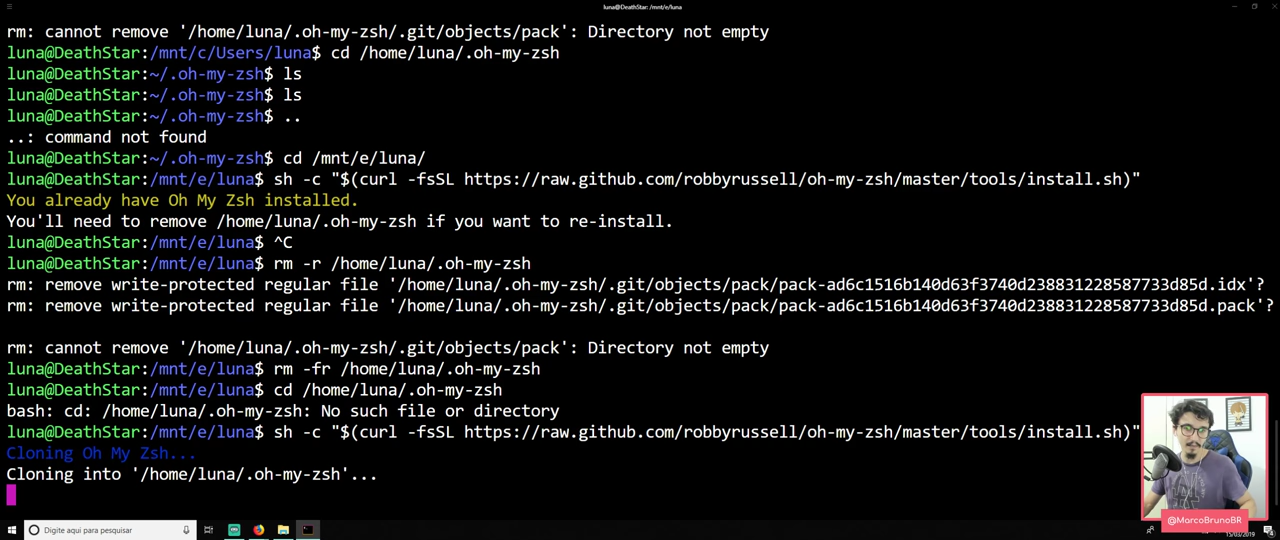 luna@DeathStar: /mnt/e/luna
rm: cannot remove '/home/luna/.oh-my-zsh/.git/objects/pack': Directory not empty
luna@DeathStar:/mnt/c/Users/luna$ cd /home/luna/.oh-my-zsh
luna@DeathStar:~/.oh-my-zsh$ ls
luna@DeathStar:~/.oh-my-zsh$ ls
luna@DeathStar:~/.oh-my-zsh$ ..
..: command not found
luna@DeathStar:~/.oh-my-zsh$ cd /mnt/e/luna/
luna@DeathStar:/mnt/e/luna$ sh -c "$(curl -fsSL https://raw.github.com/robbyrussell/oh-my-zsh/master/tools/install.sh)"
You already have Oh My Zsh installed.
You'll need to remove /home/luna/.oh-my-zsh if you want to re-install.
luna@DeathStar:/mnt/e/luna$ ^C
luna@DeathStar:/mnt/e/luna$ rm -r /home/luna/.oh-my-zsh
rm: remove write-protected regular file '/home/luna/.oh-my-zsh/.git/objects/pack/pack-ad6c1516b140d63f3740d238831228587733d85d.idx'?
rm: remove write-protected regular file '/home/luna/.oh-my-zsh/.git/objects/pack/pack-ad6c1516b140d63f3740d238831228587733d85d.pack'?
rm: cannot remove '/home/luna/.oh-my-zsh/.git/objects/pack': Directory not empty
luna@DeathStar:/mnt/e/luna$ rm -fr /home/luna/.oh-my-zsh
luna@DeathStar:/mnt/e/luna$ cd /home/luna/.oh-my-zsh
bash: cd: /home/luna/.oh-my-zsh: No such file or directory
luna@DeathStar:/mnt/e/luna$ sh -c "$(curl -fsSL https://raw.github.com/robbyrussell/oh-my-zsh/master/tools/install.sh)"
Cloning Oh My Zsh...
Cloning into '/home/luna/.oh-my-zsh'...
@MarcoBrunoBR
Digite aqui para pesquisar
15/03/2019